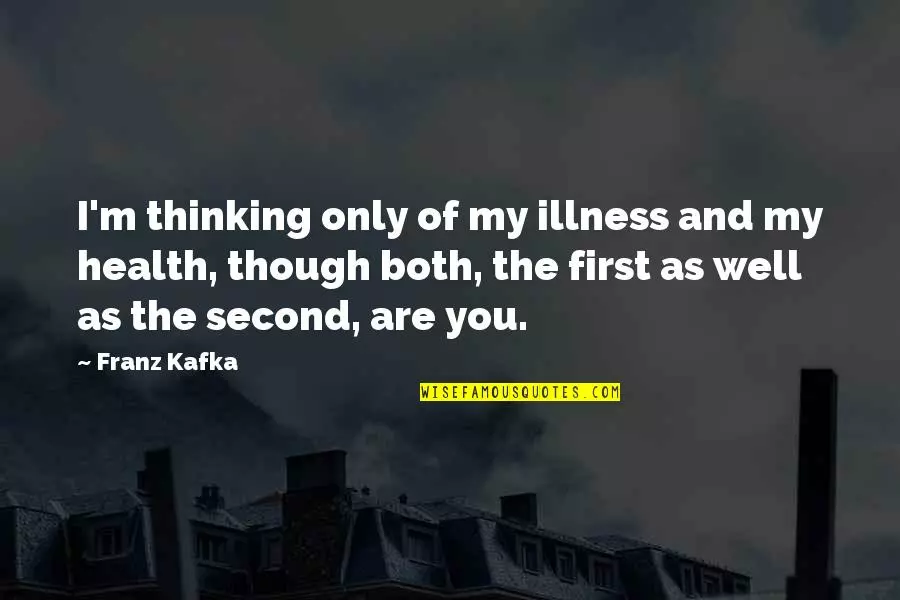 I'm thinking only of my illness and my
health, though both, the first as well
as the second, are you.
~ Franz Kafka
WISEFAMOUSQUOTES.COM